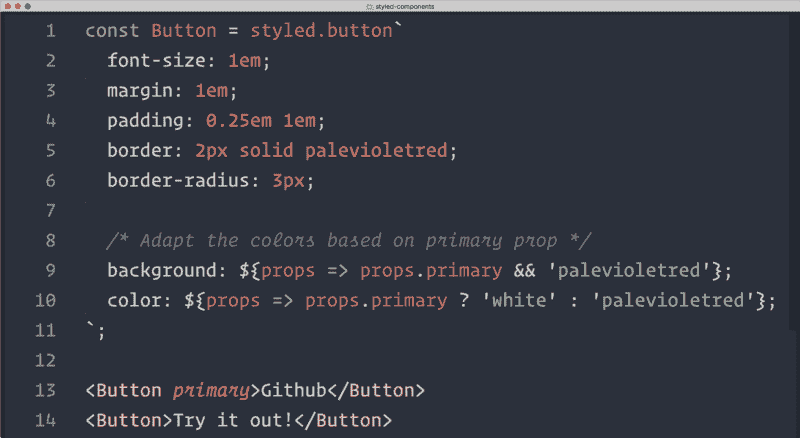 styled-components
1 const Button = styled.button`
2   font-size: 1em;
3   margin: 1em;
4   padding: 0.25em 1em;
5   border: 2px solid palevioletred;
6   border-radius: 3px;
7
8   /* Adapt the colors based on primary prop */
9   background: ${props => props.primary && 'palevioletred'};
10   color: ${props => props.primary ? 'white' : 'palevioletred'};
11 `;
12
13 <Button primary>Github</Button>
14 <Button>Try it out!</Button>